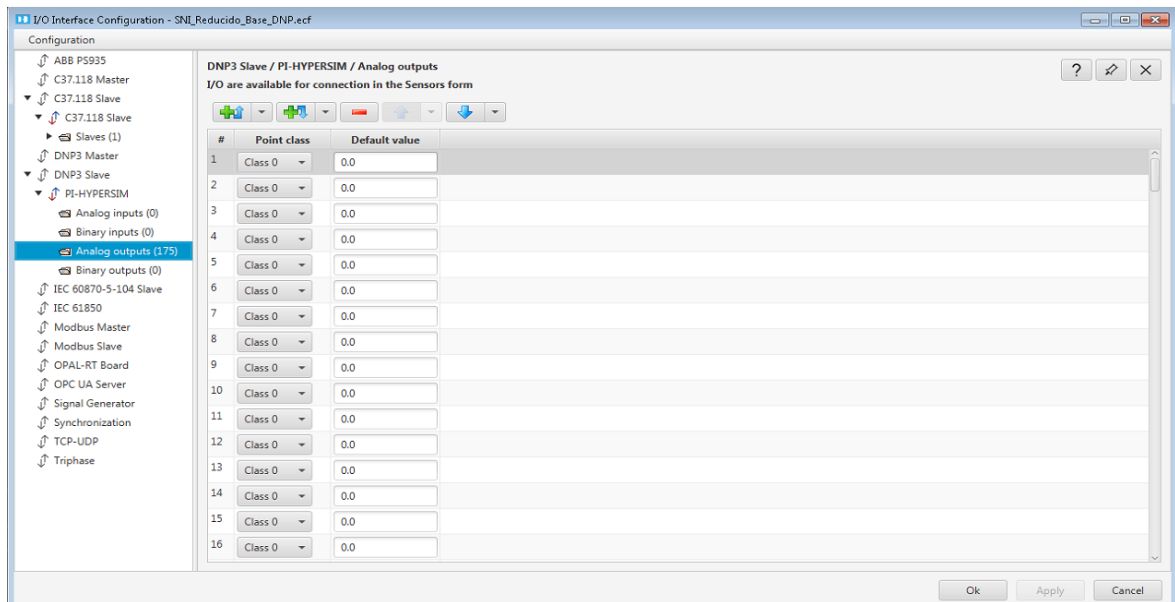 I/O Interface Configuration - SNI_Reducido_Base_DNP.ecf
Configuration
ABB PS935
C37.118 Master
C37.118 Slave
C37.118 Slave
Slaves (1)
DNP3 Master
DNP3 Slave
PI-HYPERSIM
Analog inputs (0)
Binary inputs (0)
Analog outputs (175)
Binary outputs (0)
IEC 60870-5-104 Slave
IEC 61850
Modbus Master
Modbus Slave
OPAL-RT Board
OPC UA Server
Signal Generator
Synchronization
TCP-UDP
Triphase
DNP3 Slave / PI-HYPERSIM / Analog outputs
I/O are available for connection in the Sensors form
?
# Point class Default value
1 Class 0 0.0
2 Class 0 0.0
3 Class 0 0.0
4 Class 0 0.0
5 Class 0 0.0
6 Class 0 0.0
7 Class 0 0.0
8 Class 0 0.0
9 Class 0 0.0
10 Class 0 0.0
11 Class 0 0.0
12 Class 0 0.0
13 Class 0 0.0
14 Class 0 0.0
15 Class 0 0.0
16 Class 0 0.0
Ok Apply Cancel